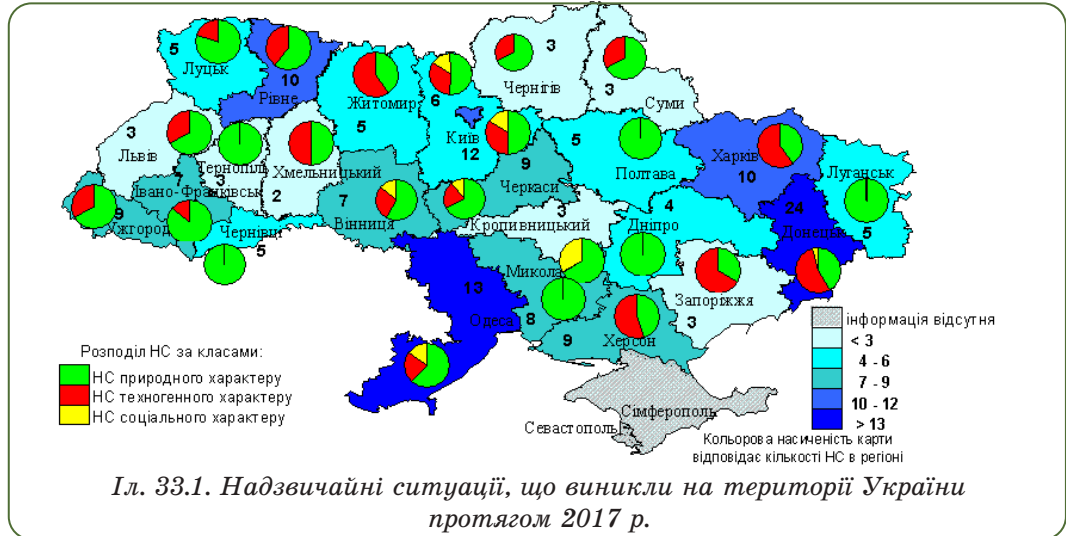 5
Луцьк
10
Рівне
Житомир
5
6
Київ
12
3
Чернігів
3
Суми
3
Львів
Тернопіль
3
Хмельницький
2
7
Івано-Франківськ
9
Ужгород
Чернівці
5
7
Вінниця
9
Черкаси
5
Полтава
Харків
10
Луганськ
5
24
Донецьк
3
Кропивницький
4
Дніпро
Микола
8
13
Одеса
9
Херсон
Запоріжжя
3
Сімферополь
Севастополь
Розподіл НС за класами:
НС природного характеру
НС техногенного характеру
НС соціального характеру
інформація відсутня
< 3
4 - 6
7 - 9
10 - 12
> 13
Кольорова насиченість карти
відповідає кількості НС в регіоні
Іл. 33.1. Надзвичайні ситуації, що виникли на території України
протягом 2017 р.